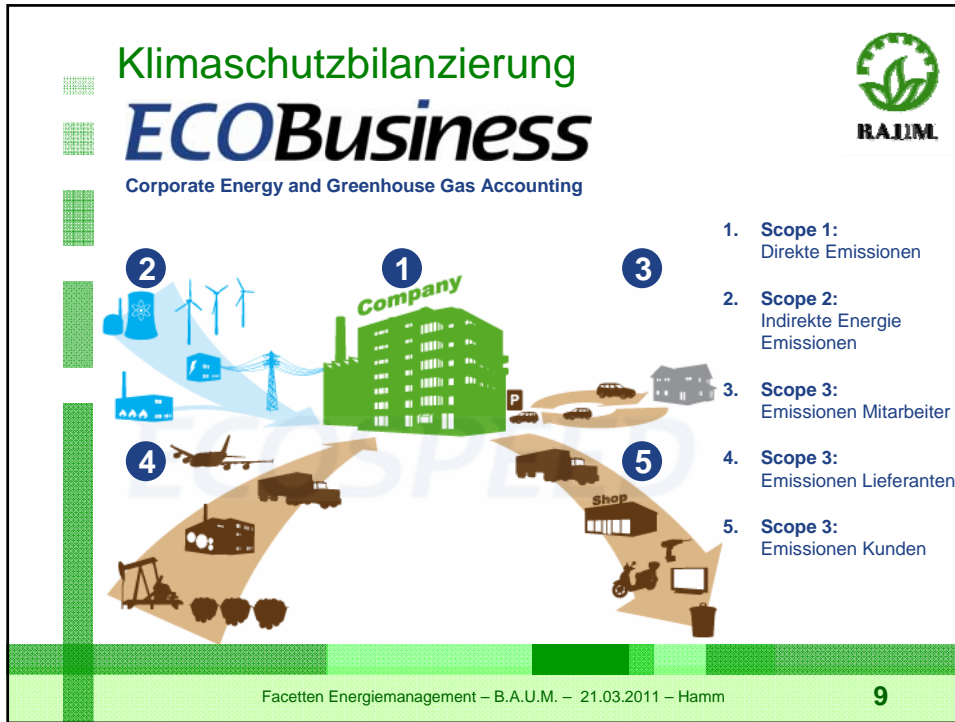 Klimaschutzbilanzierung
ECOBusiness
Corporate Energy and Greenhouse Gas Accounting
B.A.U.M.
1. Scope 1:
Direkte Emissionen
2. Scope 2:
Indirekte Energie
Emissionen
3. Scope 3:
Emissionen Mitarbeiter
4. Scope 3:
Emissionen Lieferanten
5. Scope 3:
Emissionen Kunden
2
1
3
Company
P
ECOSPEED
4
5
Shop
Facetten Energiemanagement – B.A.U.M. – 21.03.2011 – Hamm
9